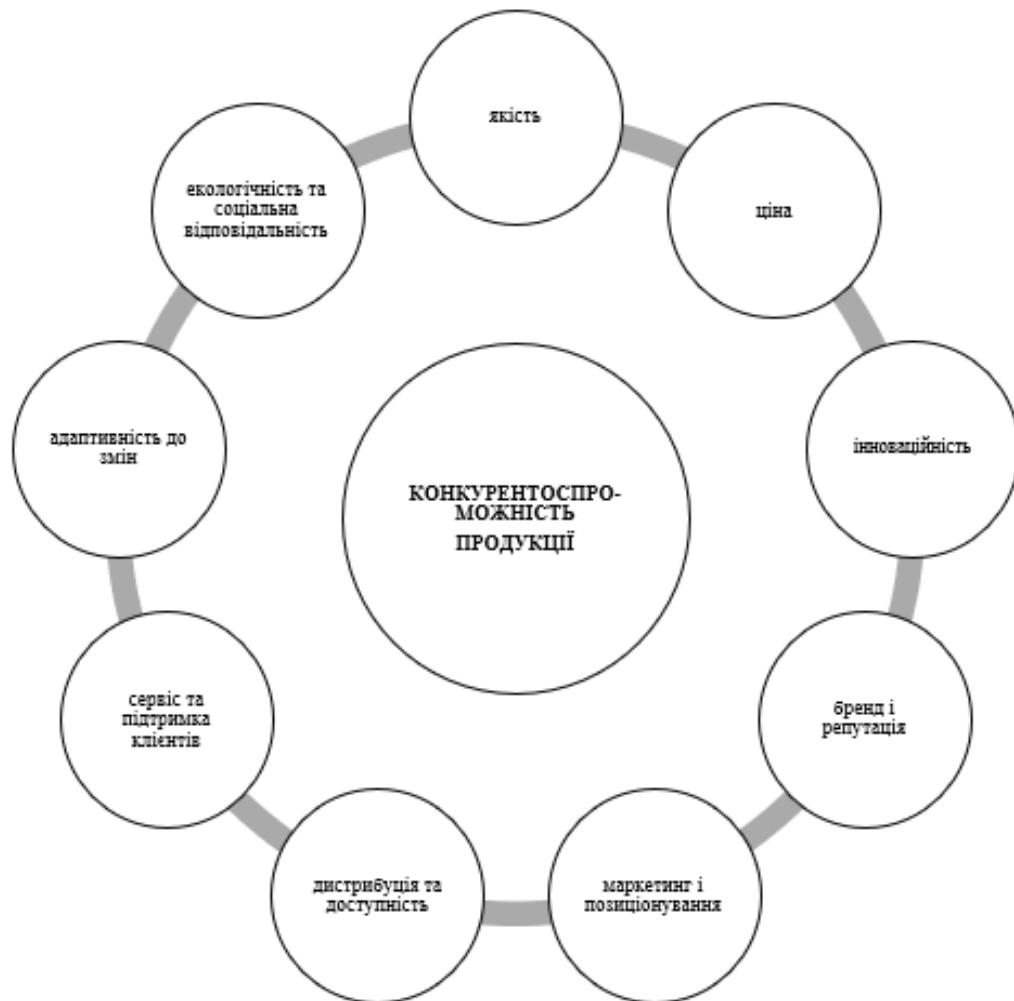 якість
ціна
інноваційність
бренд і
репутація
маркетинг і
позиціонування
дистрибуція та
доступність
сервіс та
підтримка
клієнтів
адаптивність до
змін
екологічність та
соціальна
відповідальність
КОНКУРЕНТОСПРО-
МОЖНІСТЬ
ПРОДУКЦІЇ